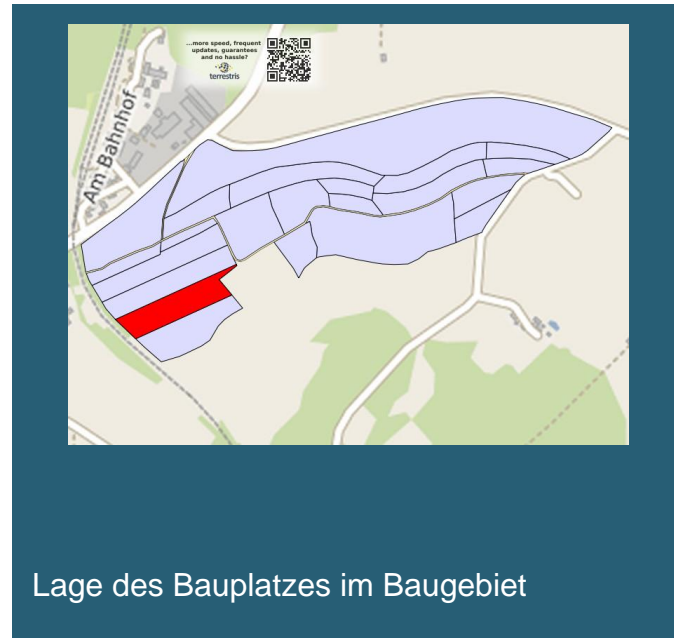 ...more speed, frequent
updates, guarantees
and no hassle?
terrestris
Am Bahnhof
Lage des Bauplatzes im Baugebiet